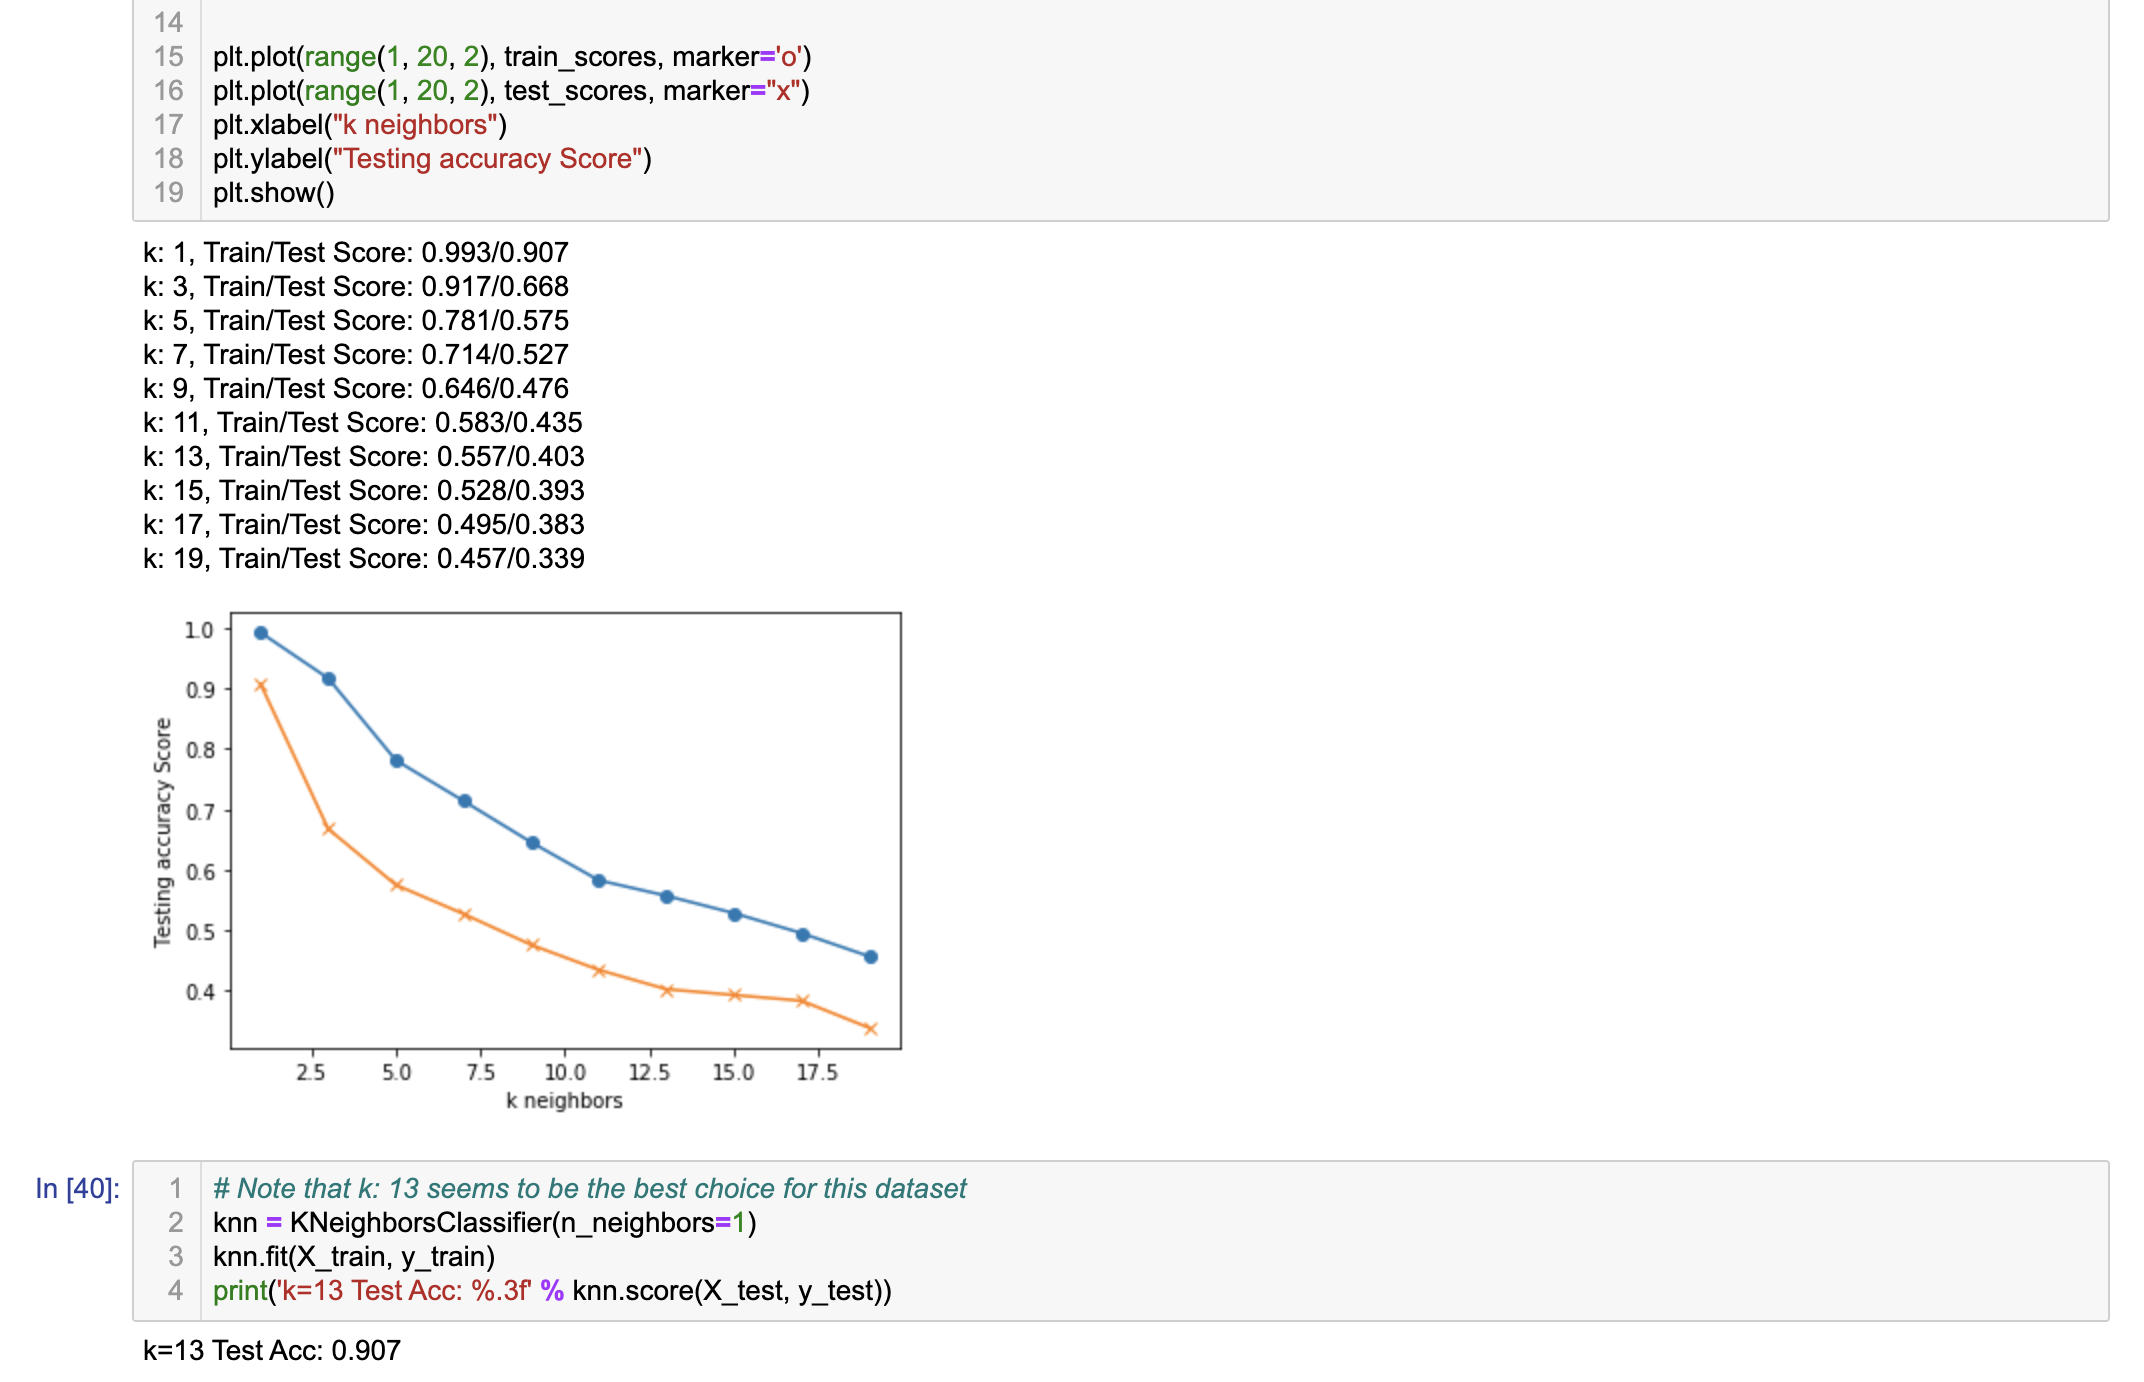 14
15 plt.plot(range(1, 20, 2), train_scores, marker='o')
16 plt.plot(range(1, 20, 2), test_scores, marker="x")
17 plt.xlabel("k neighbors")
18 plt.ylabel("Testing accuracy Score")
19 plt.show()
k: 1, Train/Test Score: 0.993/0.907
k: 3, Train/Test Score: 0.917/0.668
k: 5, Train/Test Score: 0.781/0.575
k: 7, Train/Test Score: 0.714/0.527
k: 9, Train/Test Score: 0.646/0.476
k: 11, Train/Test Score: 0.583/0.435
k: 13, Train/Test Score: 0.557/0.403
k: 15, Train/Test Score: 0.528/0.393
k: 17, Train/Test Score: 0.495/0.383
k: 19, Train/Test Score: 0.457/0.339
Testing accuracy Score
1.0
0.9
0.8
0.7
0.6
0.5
0.4
2.5 5.0 7.5 10.0 12.5 15.0 17.5
k neighbors
In [40]: 1 # Note that k: 13 seems to be the best choice for this dataset
2 knn = KNeighborsClassifier(n_neighbors=1)
3 knn.fit(X_train, y_train)
4 print('k=13 Test Acc: %.3f' % knn.score(X_test, y_test))
k=13 Test Acc: 0.907